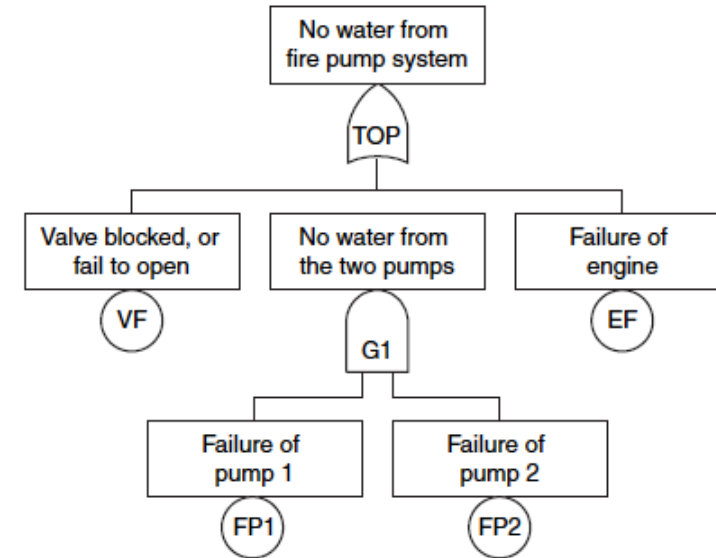 No water from
fire pump system
TOP
Valve blocked, or
fail to open
No water from
the two pumps
Failure of
engine
VF
G1
EF
Failure of
pump 1
Failure of
pump 2
FP1
FP2